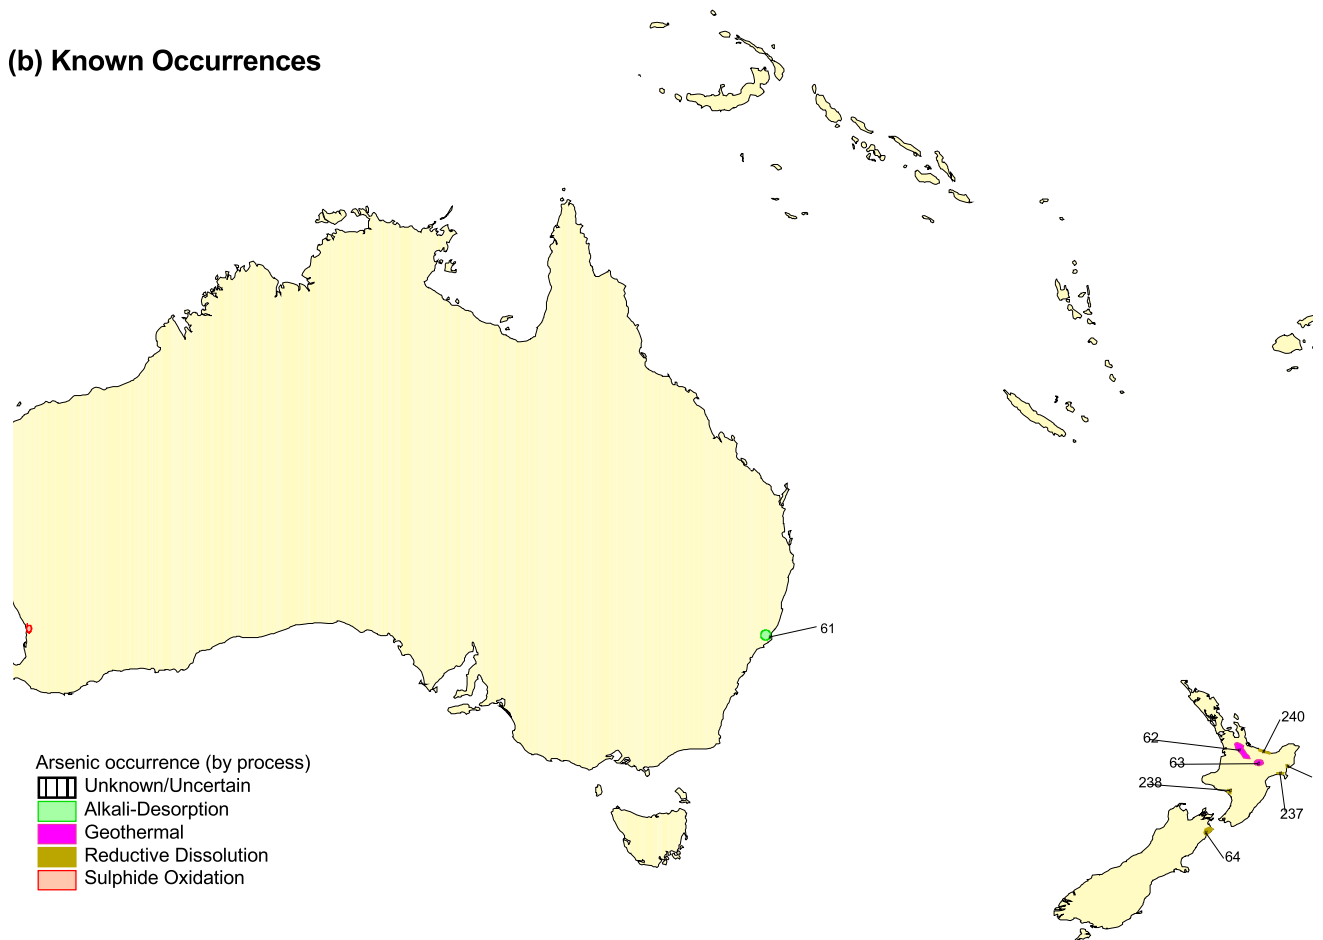 (b) Known Occurrences
61
240
62
63
238
237
64
Arsenic occurrence (by process)
Unknown/Uncertain
Alkali-Desorption
Geothermal
Reductive Dissolution
Sulphide Oxidation